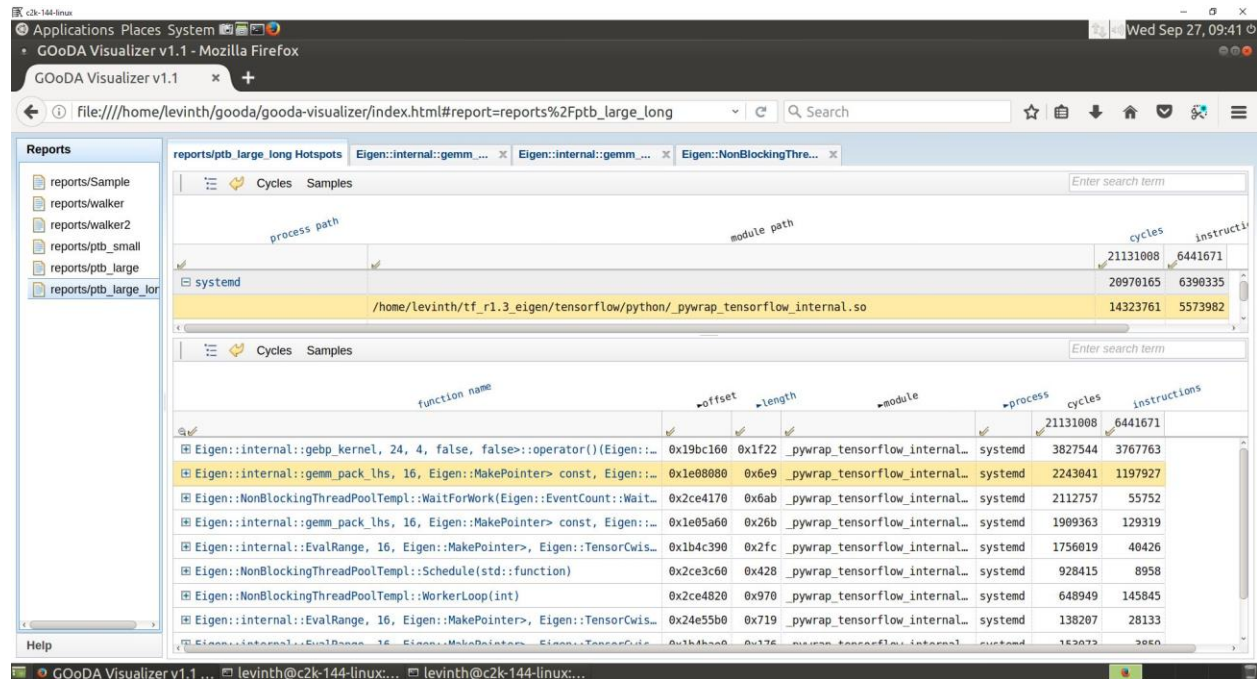 c2k-144-linux
Applications Places System Wed Sep 27, 09:41
GOoDA Visualizer v1.1 - Mozilla Firefox
GOoDA Visualizer v1.1
file:////home/levinth/gooda/gooda-visualizer/index.html#report=reports%2Fptb_large_long Search
Reports
reports/Sample
reports/walker
reports/walker2
reports/ptb_small
reports/ptb_large
reports/ptb_large_lor
Help
reports/ptb_large_long Hotspots Eigen::internal::gemm_... Eigen::internal::gemm_... Eigen::NonBlockingThre...
Cycles Samples Enter search term
process path module path cycles instructi
21131008 6441671
systemd 20970165 6390335
/home/levinth/tf_r1.3_eigen/tensorflow/python/_pywrap_tensorflow_internal.so 14323761 5573982
Cycles Samples Enter search term
function name offset length module process cycles instructions
21131008 6441671
Eigen::internal::gebp_kernel, 24, 4, false, false>::operator()(Eigen::… 0x19bc160 0x1f22 _pywrap_tensorflow_internal… systemd 3827544 3767763
Eigen::internal::gemm_pack_lhs, 16, Eigen::MakePointer> const, Eigen::… 0x1e08080 0x6e9 _pywrap_tensorflow_internal… systemd 2243041 1197927
Eigen::NonBlockingThreadPoolTempl::WaitForWork(Eigen::EventCount::Wait… 0x2ce4170 0x6ab _pywrap_tensorflow_internal… systemd 2112757 55752
Eigen::internal::gemm_pack_lhs, 16, Eigen::MakePointer> const, Eigen::… 0x1e05a60 0x26b _pywrap_tensorflow_internal… systemd 1909363 129319
Eigen::internal::EvalRange, 16, Eigen::MakePointer>, Eigen::TensorCwis… 0x1b4c390 0x2fc _pywrap_tensorflow_internal… systemd 1756019 40426
Eigen::NonBlockingThreadPoolTempl::Schedule(std::function) 0x2ce3c60 0x428 _pywrap_tensorflow_internal… systemd 928415 8958
Eigen::NonBlockingThreadPoolTempl::WorkerLoop(int) 0x2ce4820 0x970 _pywrap_tensorflow_internal… systemd 648949 145845
Eigen::internal::EvalRange, 16, Eigen::MakePointer>, Eigen::TensorCwis… 0x24e55b0 0x719 _pywrap_tensorflow_internal… systemd 138207 28133
GOoDA Visualizer v1.1 ... levinth@c2k-144-linux:... levinth@c2k-144-linux:...